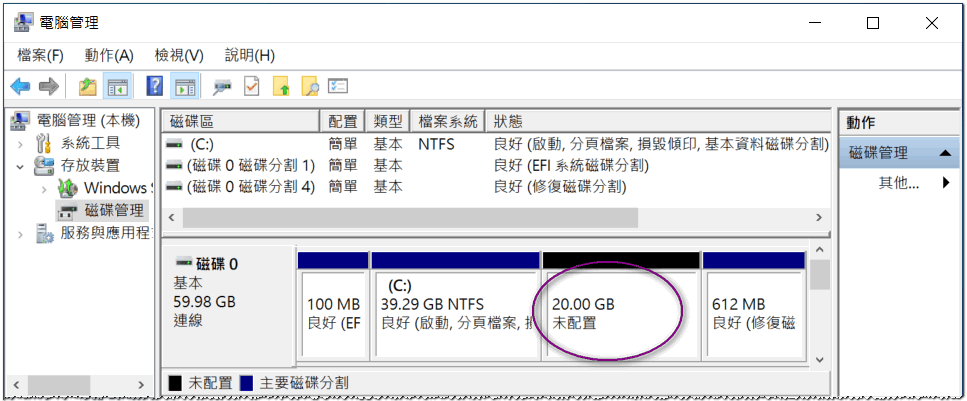 電腦管理
檔案(F) 動作(A) 檢視(V) 說明(H)
電腦管理 (本機)
系統工具
存放裝置
Windows S
磁碟管理
服務與應用程
磁碟區 配置 類型 檔案系統 狀態
(C:) 簡單 基本 NTFS 良好 (啟動, 分頁檔案, 損毀傾印, 基本資料磁碟分割)
(磁碟 0 磁碟分割 1) 簡單 基本 良好 (EFI 系統磁碟分割)
(磁碟 0 磁碟分割 4) 簡單 基本 良好 (修復磁碟分割)
磁碟 0
基本
59.98 GB
連線
100 MB
良好 (EF
(C:)
39.29 GB NTFS
良好 (啟動, 分頁檔案, 損
20.00 GB
未配置
612 MB
良好 (修復磁
未配置 主要磁碟分割
動作
磁碟管理
其他...